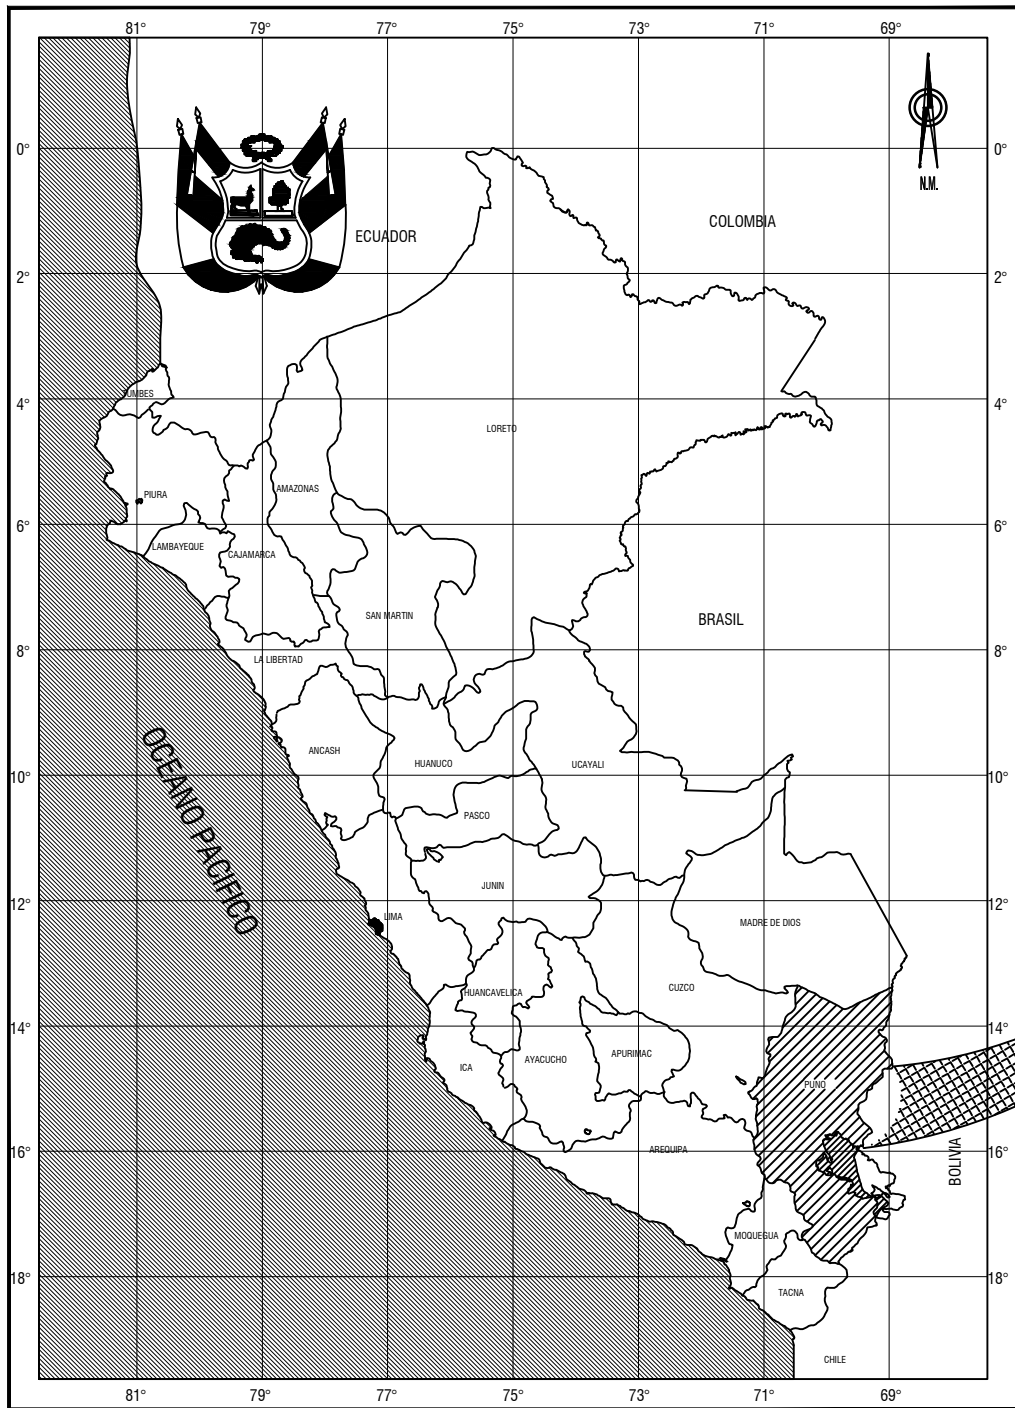 81° 79° 77° 75° 73° 71° 69°
N.M.
0° 0°
COLOMBIA
ECUADOR
2° 2°
TUMBES
4° 4°
LORETO
AMAZONAS
PIURA
6° 6°
LAMBAYEQUE
CAJAMARCA
SAN MARTIN
BRASIL
8° 8°
LA LIBERTAD
ANCASH
HUANUCO
UCAYALI
10° 10°
OCEANO PACIFICO
PASCO
JUNIN
12° 12°
LIMA
MADRE DE DIOS
CUZCO
HUANCAVELICA
14° 14°
AYACUCHO
APURIMAC
ICA
PUNO
16° 16°
AREQUIPA
BOLIVIA
MOQUEGUA
18° 18°
TACNA
CHILE
81° 79° 77° 75° 73° 71° 69°